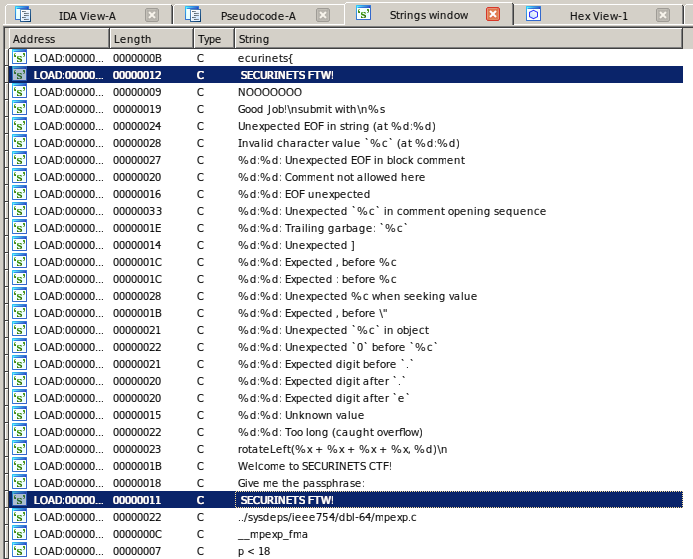 IDA View-A Pseudocode-A Strings window Hex View-1
Address Length Type String
LOAD:00000... 0000000B C ecurinets{
LOAD:00000... 00000012 C SECURINETS FTW!
LOAD:00000... 00000009 C NOOOOOOO
LOAD:00000... 00000019 C Good Job!\nsubmit with\n%s
LOAD:00000... 00000024 C Unexpected EOF in string (at %d:%d)
LOAD:00000... 00000028 C Invalid character value `%c` (at %d:%d)
LOAD:00000... 00000027 C %d:%d: Unexpected EOF in block comment
LOAD:00000... 00000020 C %d:%d: Comment not allowed here
LOAD:00000... 00000016 C %d:%d: EOF unexpected
LOAD:00000... 00000033 C %d:%d: Unexpected `%c` in comment opening sequence
LOAD:00000... 0000001E C %d:%d: Trailing garbage: `%c`
LOAD:00000... 00000014 C %d:%d: Unexpected ]
LOAD:00000... 0000001C C %d:%d: Expected , before %c
LOAD:00000... 0000001C C %d:%d: Expected : before %c
LOAD:00000... 00000028 C %d:%d: Unexpected %c when seeking value
LOAD:00000... 0000001B C %d:%d: Expected , before \"
LOAD:00000... 00000021 C %d:%d: Unexpected `%c` in object
LOAD:00000... 00000022 C %d:%d: Unexpected `0` before `%c`
LOAD:00000... 00000021 C %d:%d: Expected digit before `.`
LOAD:00000... 00000020 C %d:%d: Expected digit after `.`
LOAD:00000... 00000020 C %d:%d: Expected digit after `e`
LOAD:00000... 00000015 C %d:%d: Unknown value
LOAD:00000... 00000022 C %d:%d: Too long (caught overflow)
LOAD:00000... 00000023 C rotateLeft(%x + %x + %x + %x, %d)\n
LOAD:00000... 0000001B C Welcome to SECURINETS CTF!
LOAD:00000... 00000018 C Give me the passphrase:
LOAD:00000... 00000011 C SECURINETS FTW!
LOAD:00000... 00000022 C ../sysdeps/ieee754/dbl-64/mpexp.c
LOAD:00000... 0000000C C __mpexp_fma
LOAD:00000... 00000007 C p < 18